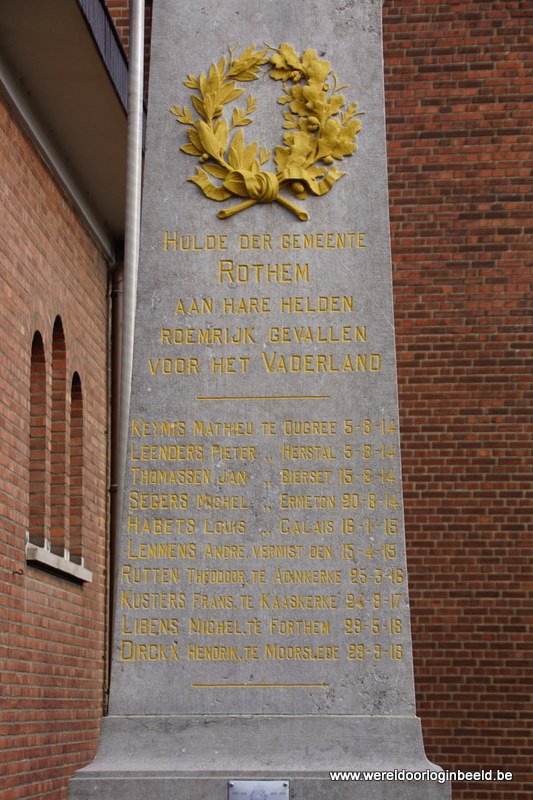 HULDE DER GEMEENTE
ROTHEM
AAN HARE HELDEN
ROEMRIJK GEVALLEN
VOOR HET VADERLAND
KEYMIS MATHIEU TE OUGREE 5-8-14
LEENDERS PIETER „ HERSTAL 5-8-14
THOMASSEN JAN „ BIERSET 15-8-14
SEGERS MICHEL „ ERMETON 20-8-14
HABETS LOUIS „ CALAIS 18-1-15
LEMMENS ANDRE, VERMIST DEN 15-4-15
RUTTEN THEODOOR, TE ADINKERKE 25-3-16
KUSTERS FRANS, TE KAASKERKE 24-8-17
LIBENS MICHEL, TE FORTHEM 29-5-18
DIRCKX HENDRIK, TE MOORSLEDE 29-9-18
www.wereldoorloginbeeld.be